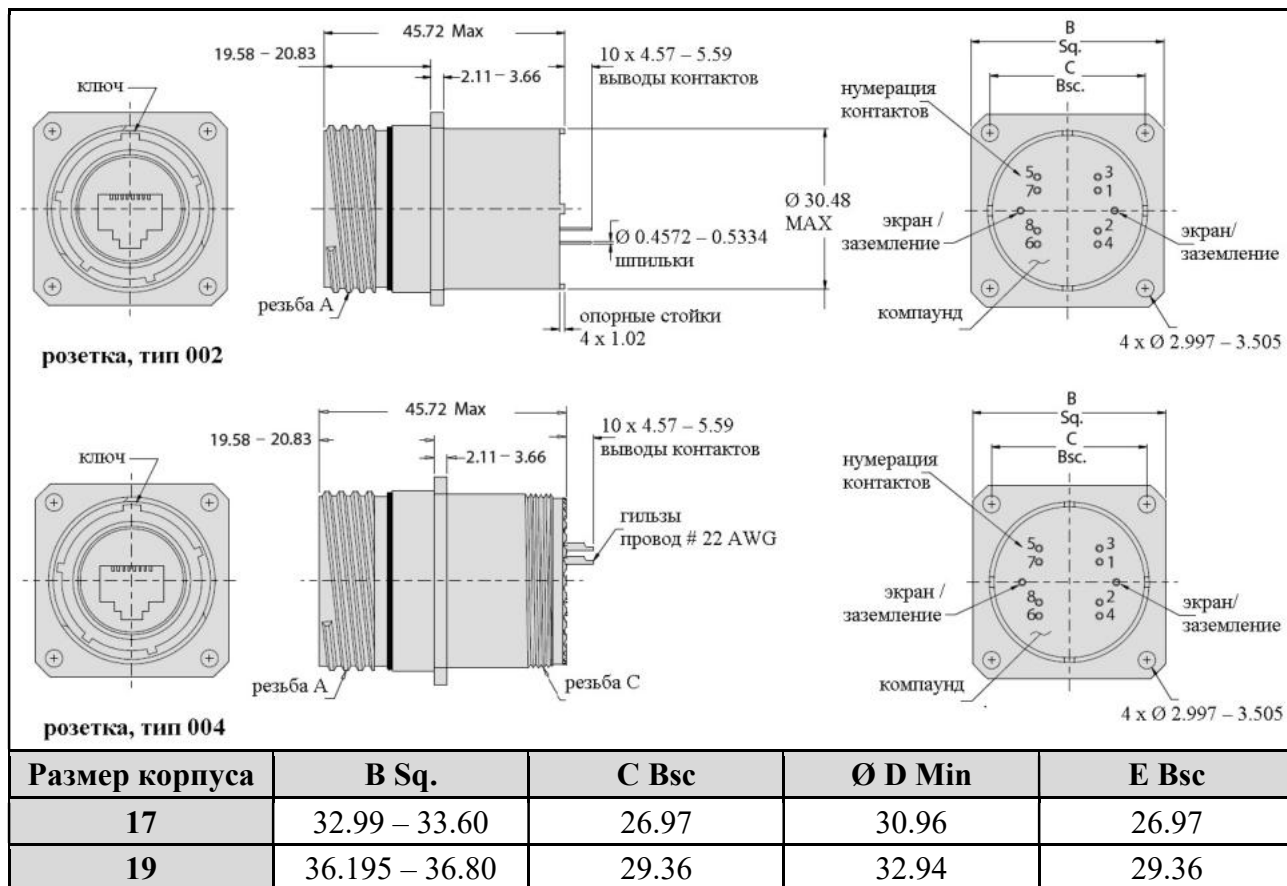 45.72 Max
19.58 – 20.83
10 x 4.57 – 5.59
выводы контактов
2.11 – 3.66
ключ
резьба A
Ø 30.48
MAX
Ø 0.4572 – 0.5334
шпильки
опорные стойки
4 x 1.02
розетка, тип 002
B
Sq.
C
Bsc.
нумерация
контактов
5 3
7 1
8 2
6 4
экран /
заземление
экран/
заземление
компаунд
4 x Ø 2.997 – 3.505
45.72 Max
19.58 – 20.83
10 x 4.57 – 5.59
выводы контактов
2.11 – 3.66
ключ
гильзы
провод # 22 AWG
резьба A
резьба C
розетка, тип 004
B
Sq.
C
Bsc.
нумерация
контактов
5 3
7 1
8 2
6 4
экран /
заземление
экран/
заземление
компаунд
4 x Ø 2.997 – 3.505
Размер корпуса B Sq. C Bsc Ø D Min E Bsc
17 32.99 – 33.60 26.97 30.96 26.97
19 36.195 – 36.80 29.36 32.94 29.36